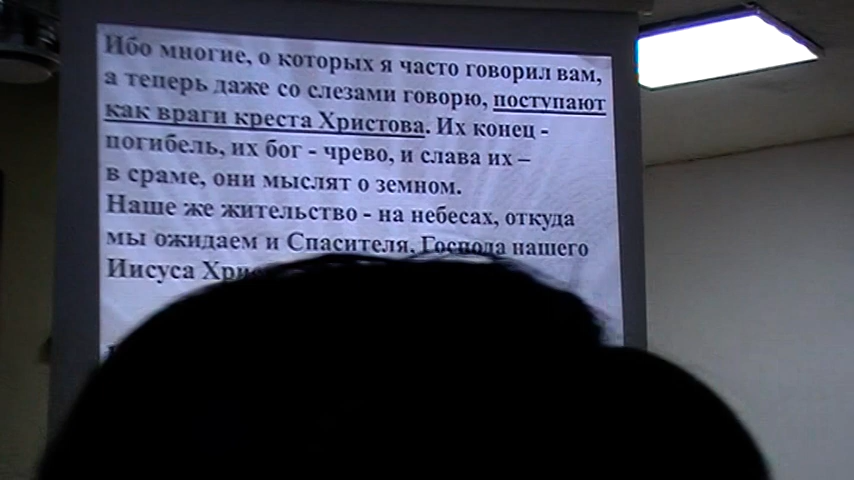 Ибо многие, о которых я часто говорил вам,
а теперь даже со слезами говорю, поступают
как враги креста Христова. Их конец -
погибель, их бог - чрево, и слава их –
в сраме, они мыслят о земном.
Наше же жительство - на небесах, откуда
мы ожидаем и Спасителя, Господа нашего
Иисуса